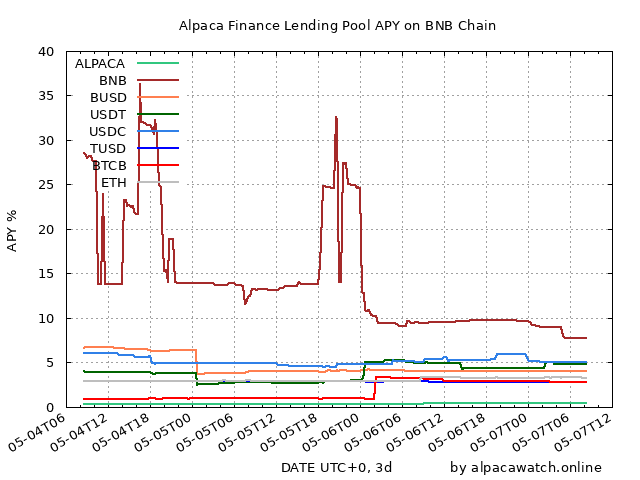 Alpaca Finance Lending Pool APY on BNB Chain
40
35
30
25
20
15
10
5
0
APY %
ALPACA
BNB
BUSD
USDT
USDC
TUSD
BTCB
ETH
05-04T06
05-04T12
05-04T18
05-05T00
05-05T06
05-05T12
05-05T18
05-06T00
05-06T06
05-06T12
05-06T18
05-07T00
05-07T06
05-07T12
DATE UTC+0, 3d
by alpacawatch.online